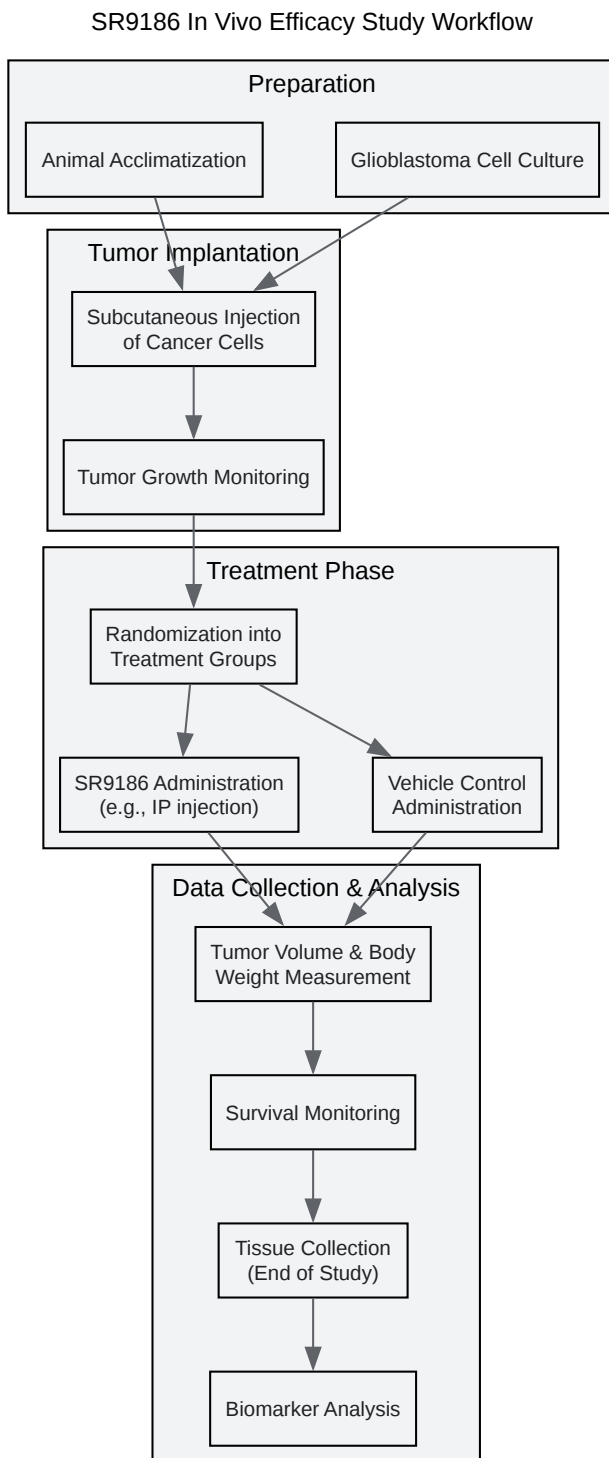 SR9186 In Vivo Efficacy Study Workflow
Preparation
Animal Acclimatization
Glioblastoma Cell Culture
Tumor Implantation
Subcutaneous Injection
of Cancer Cells
Tumor Growth Monitoring
Treatment Phase
Randomization into
Treatment Groups
SR9186 Administration
(e.g., IP injection)
Vehicle Control
Administration
Data Collection & Analysis
Tumor Volume & Body
Weight Measurement
Survival Monitoring
Tissue Collection
(End of Study)
Biomarker Analysis